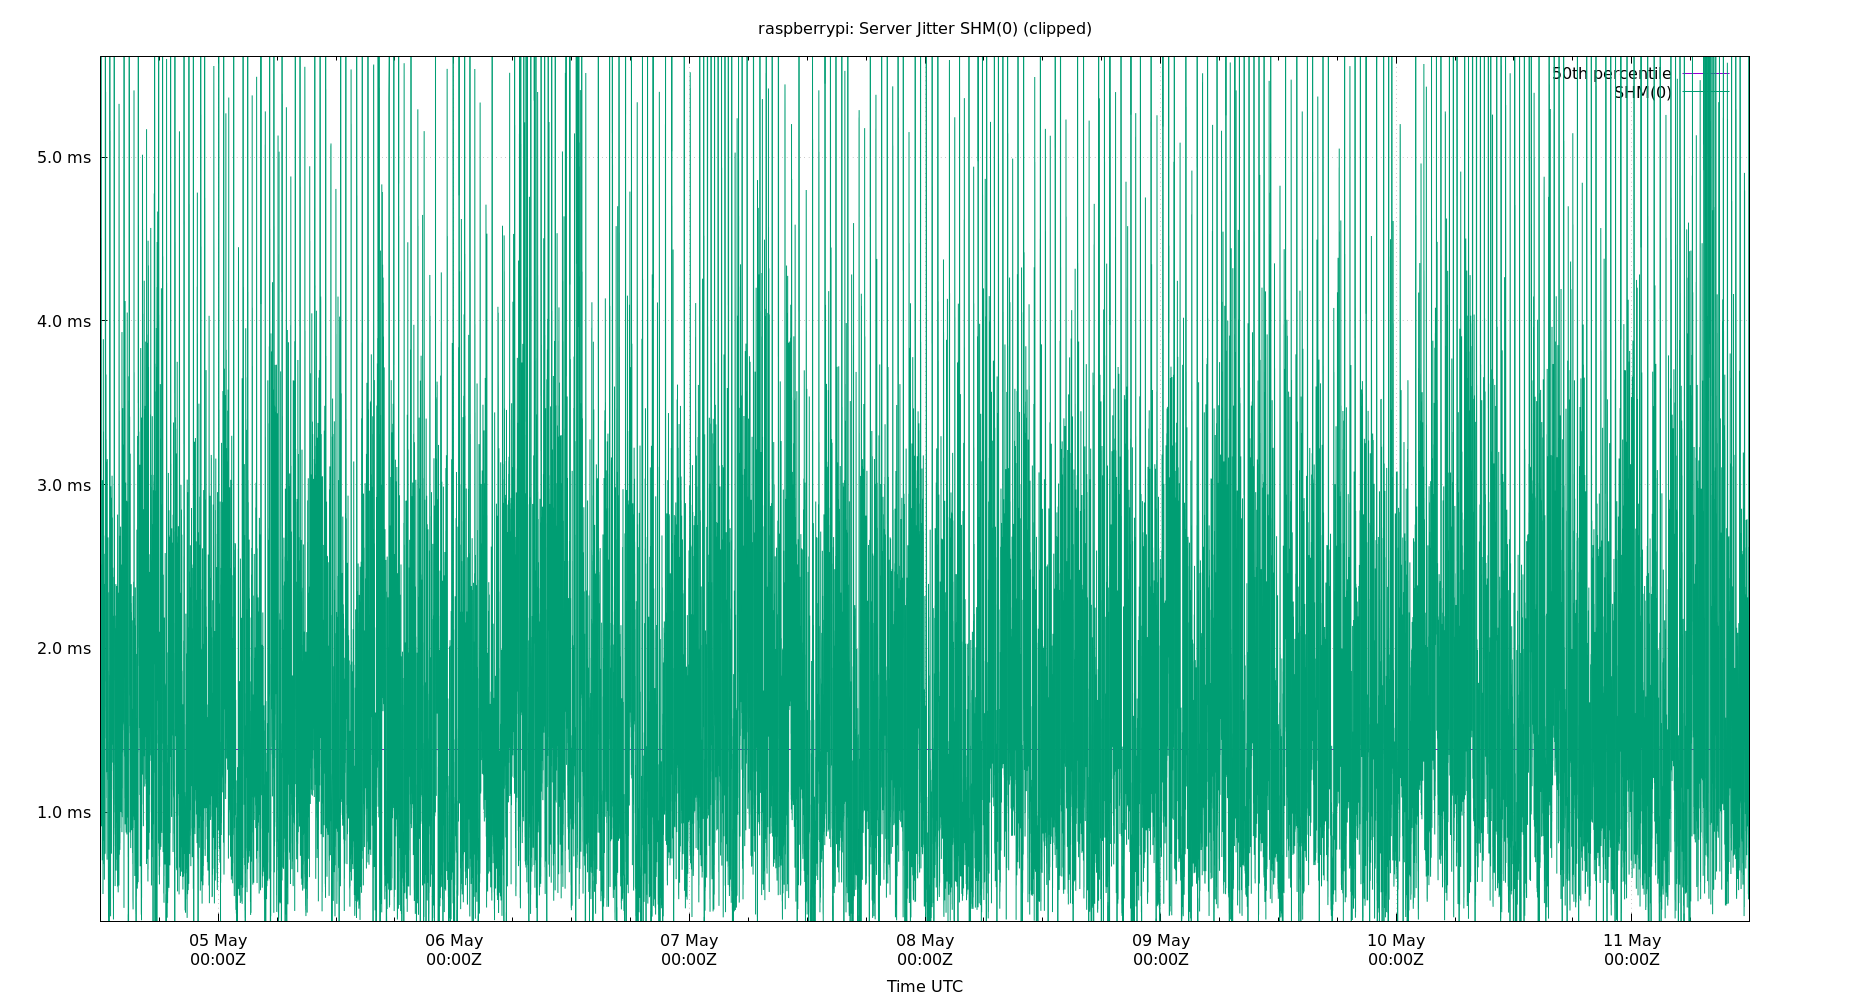 raspberrypi: Server Jitter SHM(0) (clipped)
50th percentile
SHM(0)
5.0 ms
4.0 ms
3.0 ms
2.0 ms
1.0 ms
05 May 06 May 07 May 08 May 09 May 10 May 11 May
00:00Z 00:00Z 00:00Z 00:00Z 00:00Z 00:00Z 00:00Z
Time UTC